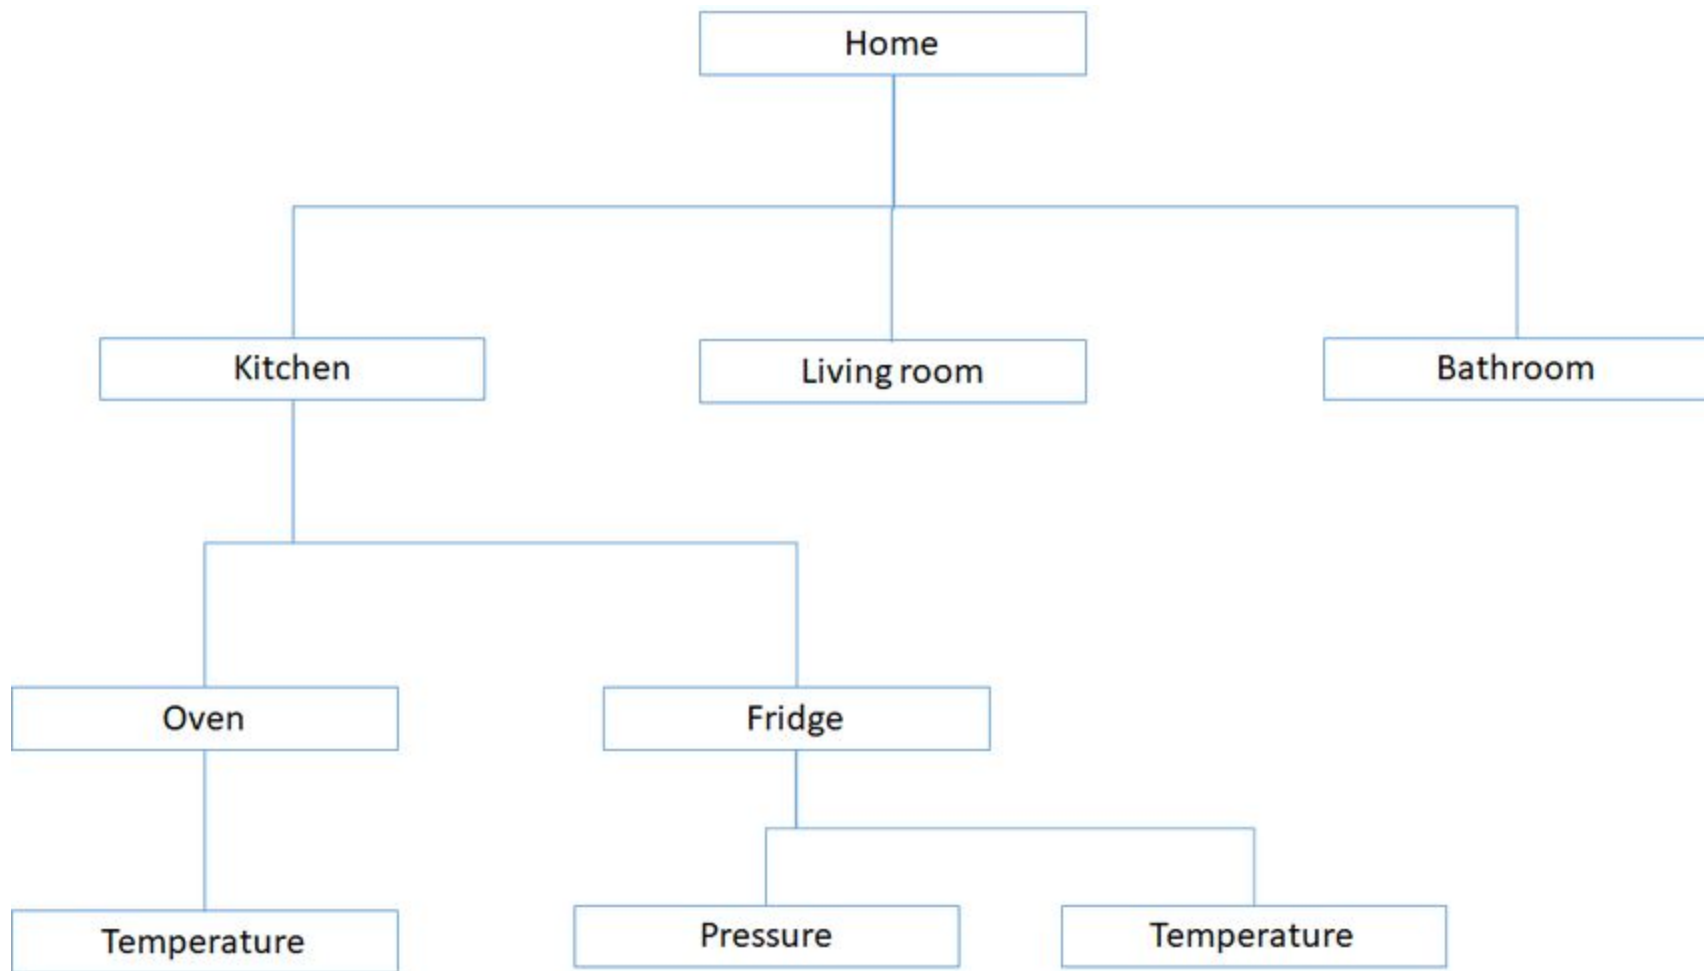 Home
Kitchen
Living room
Bathroom
Oven
Fridge
Temperature
Pressure
Temperature